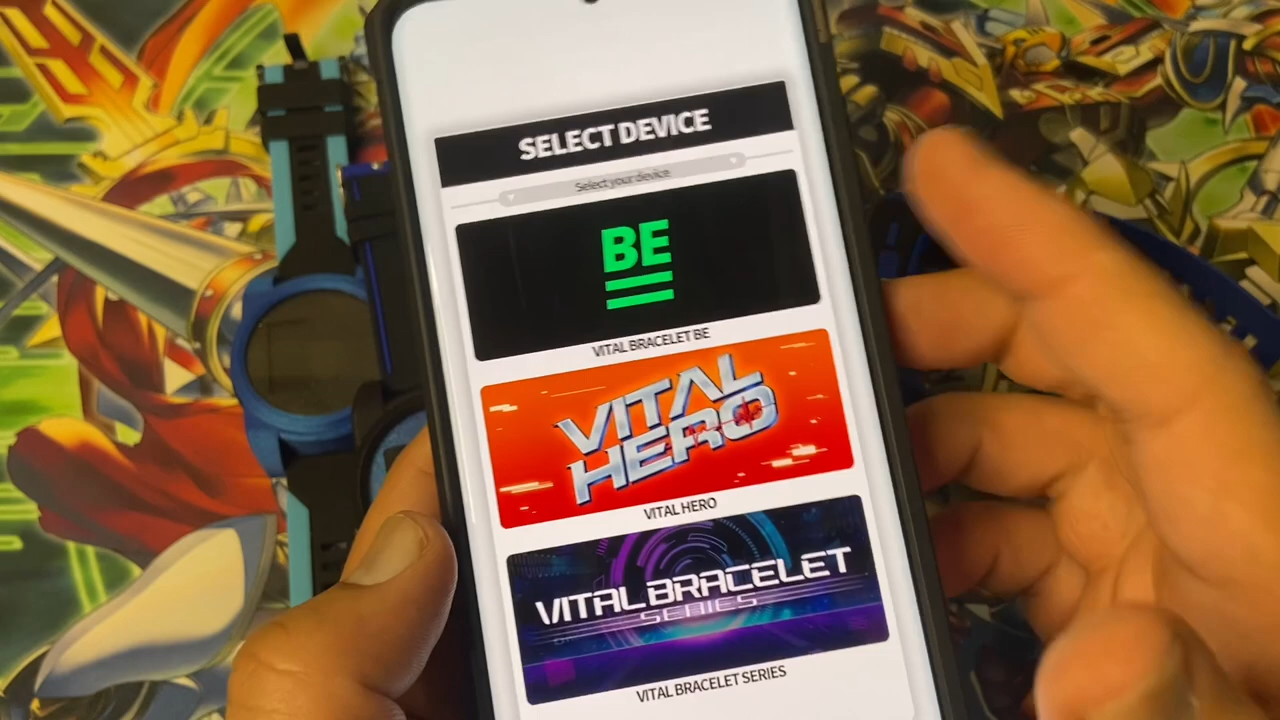 SELECT DEVICE
Select your device
BE
VITAL BRACELET BE
VITAL
HERO
VITAL HERO
VITAL BRACELET
SERIES
VITAL BRACELET SERIES